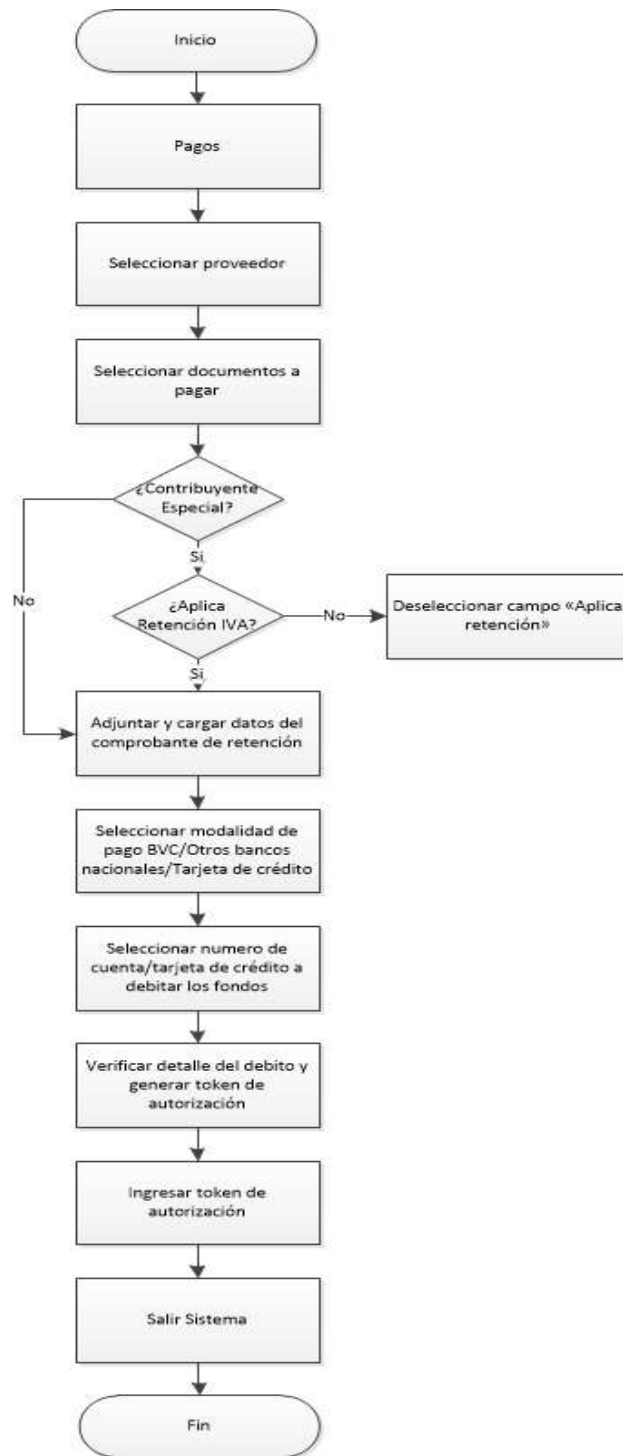 Inicio
Pagos
Seleccionar proveedor
Seleccionar documentos a
pagar
¿Contribuyente
Especial?
Si
No
¿Aplica
Retención IVA?
No
Deseleccionar campo «Aplica
retención»
Si
Adjuntar y cargar datos del
comprobante de retención
Seleccionar modalidad de
pago BVC/Otros bancos
nacionales/Tarjeta de crédito
Seleccionar numero de
cuenta/tarjeta de crédito a
debitar los fondos
Verificar detalle del debito y
generar token de
autorización
Ingresar token de
autorización
Salir Sistema
Fin